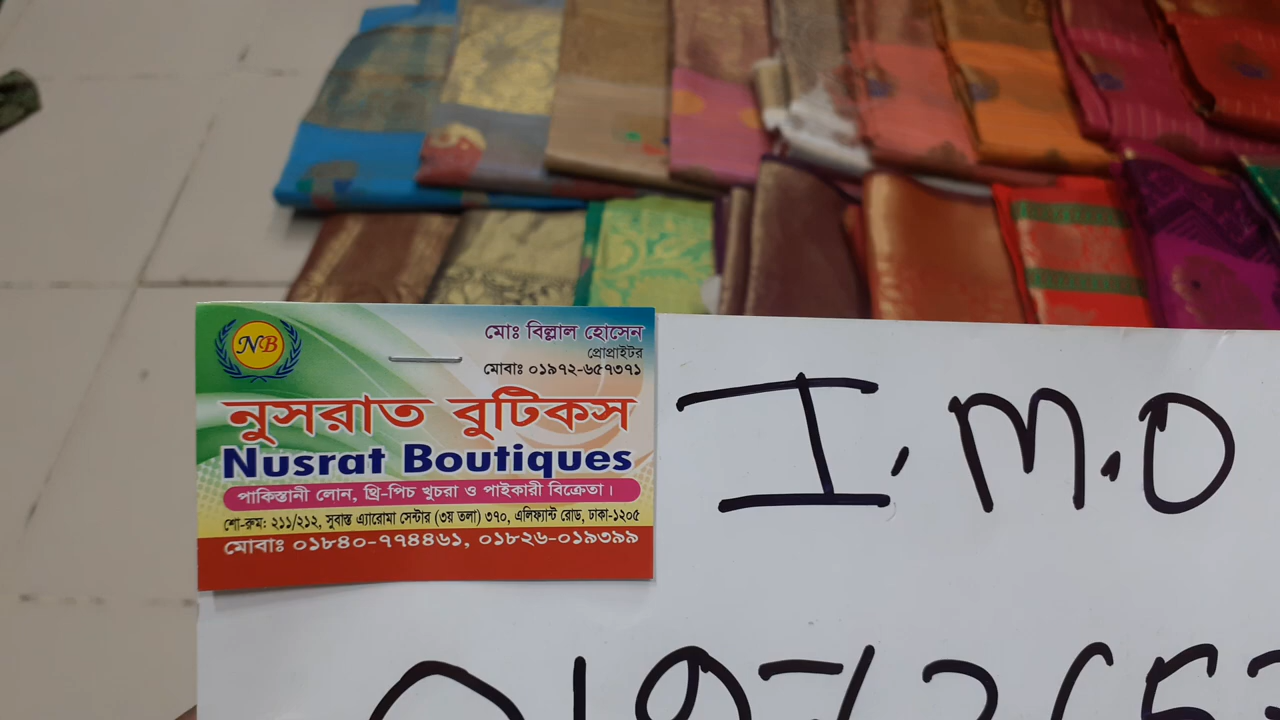 NB
মোঃ বিল্লাল হোসেন
প্রোপ্রাইটর
মোবাঃ ০১৯৭২-৬৫৭৩৭১
নুসরাত বুটিকস
Nusrat Boutiques
পাকিস্তানী লোন, থ্রি-পিচ খুচরা ও পাইকারী বিক্রেতা।
শো-রুম: ২১১/২১২, সুবাস্ত এ্যারোমা সেন্টার (৩য় তলা) ৩৭০, এলিফ্যান্ট রোড, ঢাকা-১২০৫
মোবাঃ ০১৮৪০-৭৭৪৪৬১, ০১৮২৬-০১৯৩৯৯
I.M.O